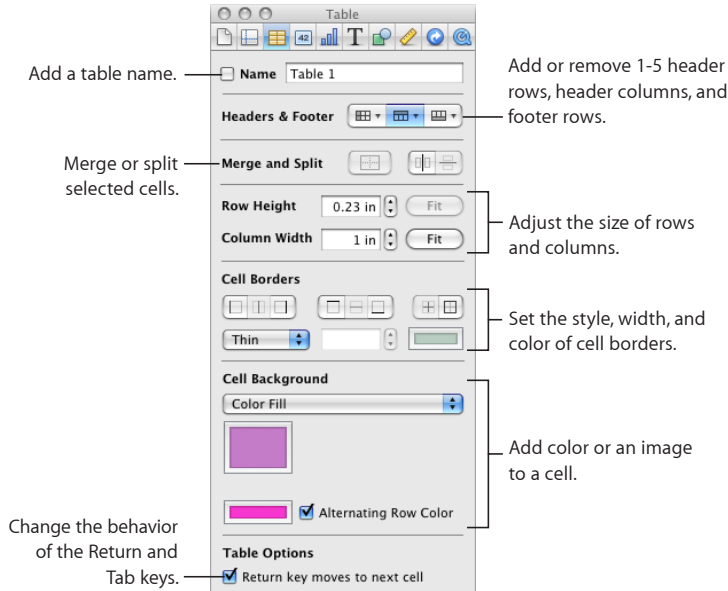 Table
42
Add a table name.
Name
Table 1
Headers & Footer
Add or remove 1-5 header
rows, header columns, and
footer rows.
Merge or split
selected cells.
Merge and Split
Row Height
0.23 in
Fit
Column Width
1 in
Fit
Adjust the size of rows
and columns.
Cell Borders
Thin
Set the style, width, and
color of cell borders.
Cell Background
Color Fill
Add color or an image
to a cell.
Alternating Row Color
Change the behavior
of the Return and
Tab keys.
Table Options
Return key moves to next cell